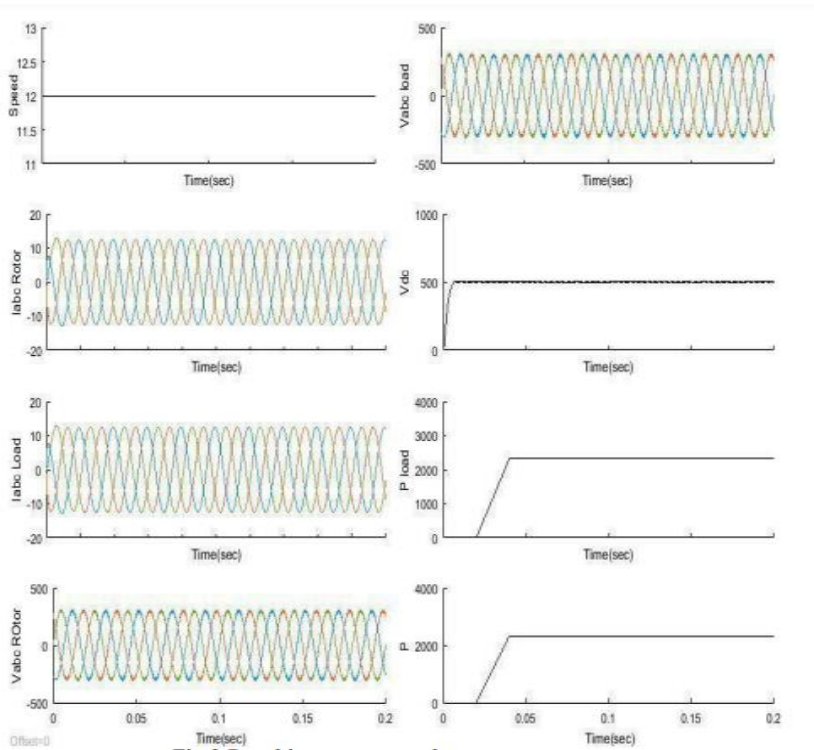 13
12.5
12
11.5
11
Speed
Time(sec)
500
0
-500
Vabc load
Time(sec)
20
10
0
-10
-20
Iabc Rotor
Time(sec)
1000
500
0
Vdc
Time(sec)
20
10
0
-10
-20
Iabc Load
Time(sec)
4000
3000
2000
1000
0
P load
Time(sec)
500
0
-500
Vabc ROtor
0 0.05 0.1 0.15 0.2
Time(sec)
4000
2000
0
P
0 0.05 0.1 0.15 0.2
Time(sec)
Offset=0